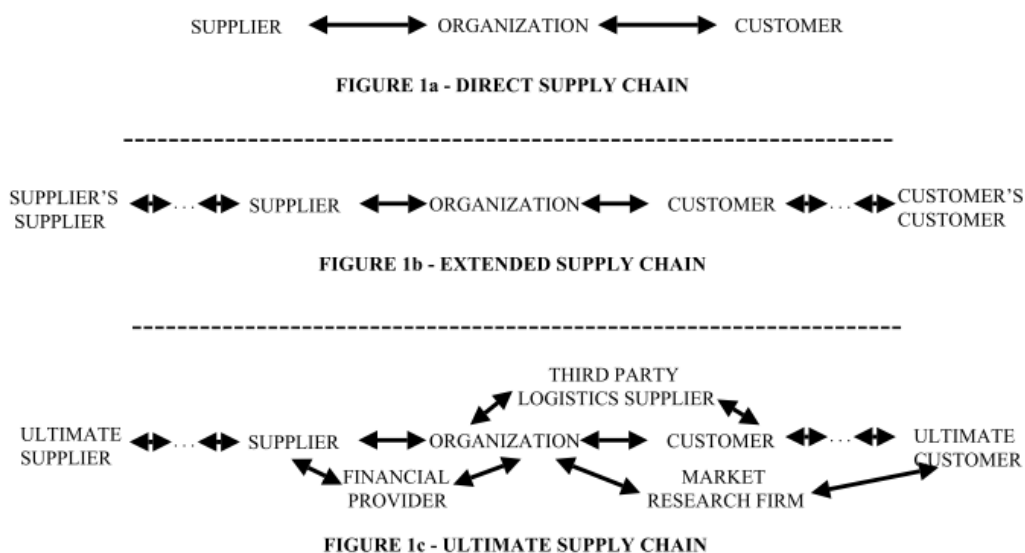 SUPPLIER ORGANIZATION CUSTOMER
FIGURE 1a - DIRECT SUPPLY CHAIN
SUPPLIER'S
SUPPLIER
. . .
SUPPLIER
ORGANIZATION
CUSTOMER
. . .
CUSTOMER'S
CUSTOMER
FIGURE 1b - EXTENDED SUPPLY CHAIN
THIRD PARTY
LOGISTICS SUPPLIER
ULTIMATE
SUPPLIER
. . .
SUPPLIER
ORGANIZATION
CUSTOMER
. . .
ULTIMATE
CUSTOMER
FINANCIAL
PROVIDER
MARKET
RESEARCH FIRM
FIGURE 1c - ULTIMATE SUPPLY CHAIN